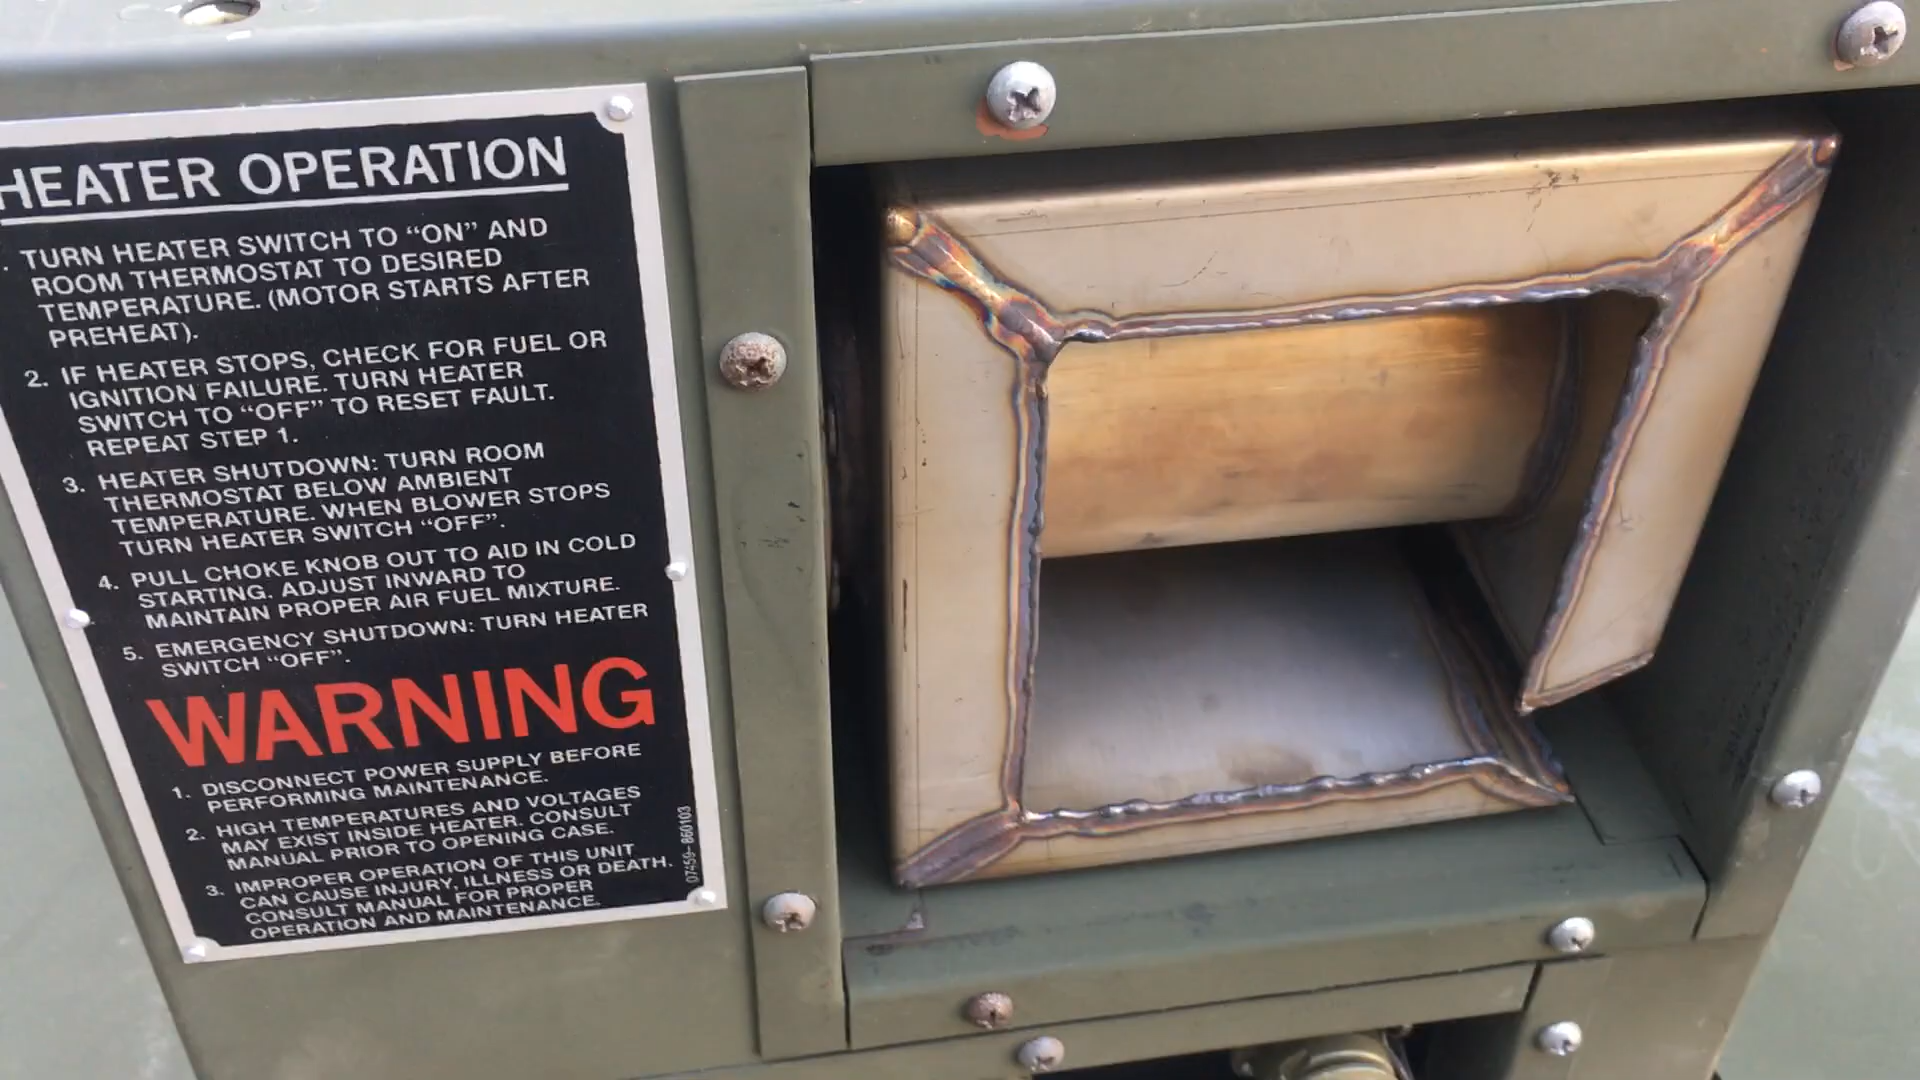 HEATER OPERATION
. TURN HEATER SWITCH TO “ON” AND
ROOM THERMOSTAT TO DESIRED
TEMPERATURE. (MOTOR STARTS AFTER
PREHEAT).
2. IF HEATER STOPS, CHECK FOR FUEL OR
IGNITION FAILURE. TURN HEATER
SWITCH TO “OFF” TO RESET FAULT.
REPEAT STEP 1.
3. HEATER SHUTDOWN: TURN ROOM
THERMOSTAT BELOW AMBIENT
TEMPERATURE. WHEN BLOWER STOPS
TURN HEATER SWITCH “OFF”.
4. PULL CHOKE KNOB OUT TO AID IN COLD
STARTING. ADJUST INWARD TO
MAINTAIN PROPER AIR FUEL MIXTURE.
5. EMERGENCY SHUTDOWN: TURN HEATER
SWITCH “OFF”.
WARNING
1. DISCONNECT POWER SUPPLY BEFORE
PERFORMING MAINTENANCE.
2. HIGH TEMPERATURES AND VOLTAGES
MAY EXIST INSIDE HEATER. CONSULT
MANUAL PRIOR TO OPENING CASE.
3. IMPROPER OPERATION OF THIS UNIT
CAN CAUSE INJURY, ILLNESS OR DEATH.
CONSULT MANUAL FOR PROPER
OPERATION AND MAINTENANCE.
07459-860103